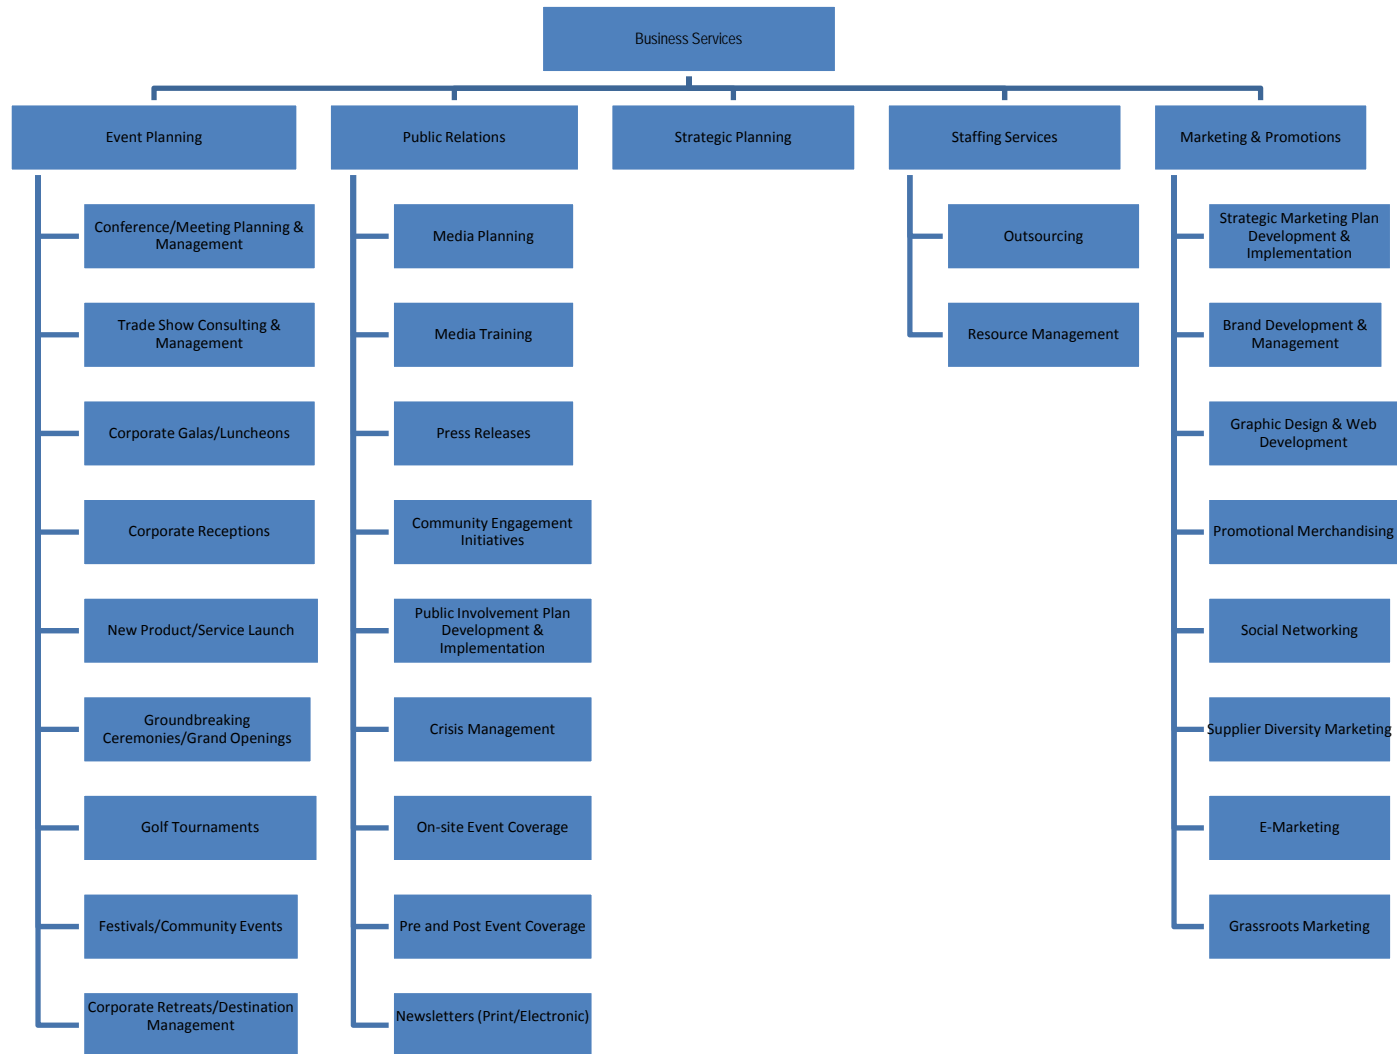 Business Services
Event Planning
Public Relations
Strategic Planning
Staffing Services
Marketing & Promotions
Conference/Meeting Planning &
Management
Trade Show Consulting &
Management
Corporate Galas/Luncheons
Corporate Receptions
New Product/Service Launch
Groundbreaking
Ceremonies/Grand Openings
Golf Tournaments
Festivals/Community Events
Corporate Retreats/Destination
Management
Media Planning
Media Training
Press Releases
Community Engagement
Initiatives
Public Involvement Plan
Development &
Implementation
Crisis Management
On-site Event Coverage
Pre and Post Event Coverage
Newsletters (Print/Electronic)
Outsourcing
Resource Management
Strategic Marketing Plan
Development &
Implementation
Brand Development &
Management
Graphic Design & Web
Development
Promotional Merchandising
Social Networking
Supplier Diversity Marketing
E-Marketing
Grassroots Marketing